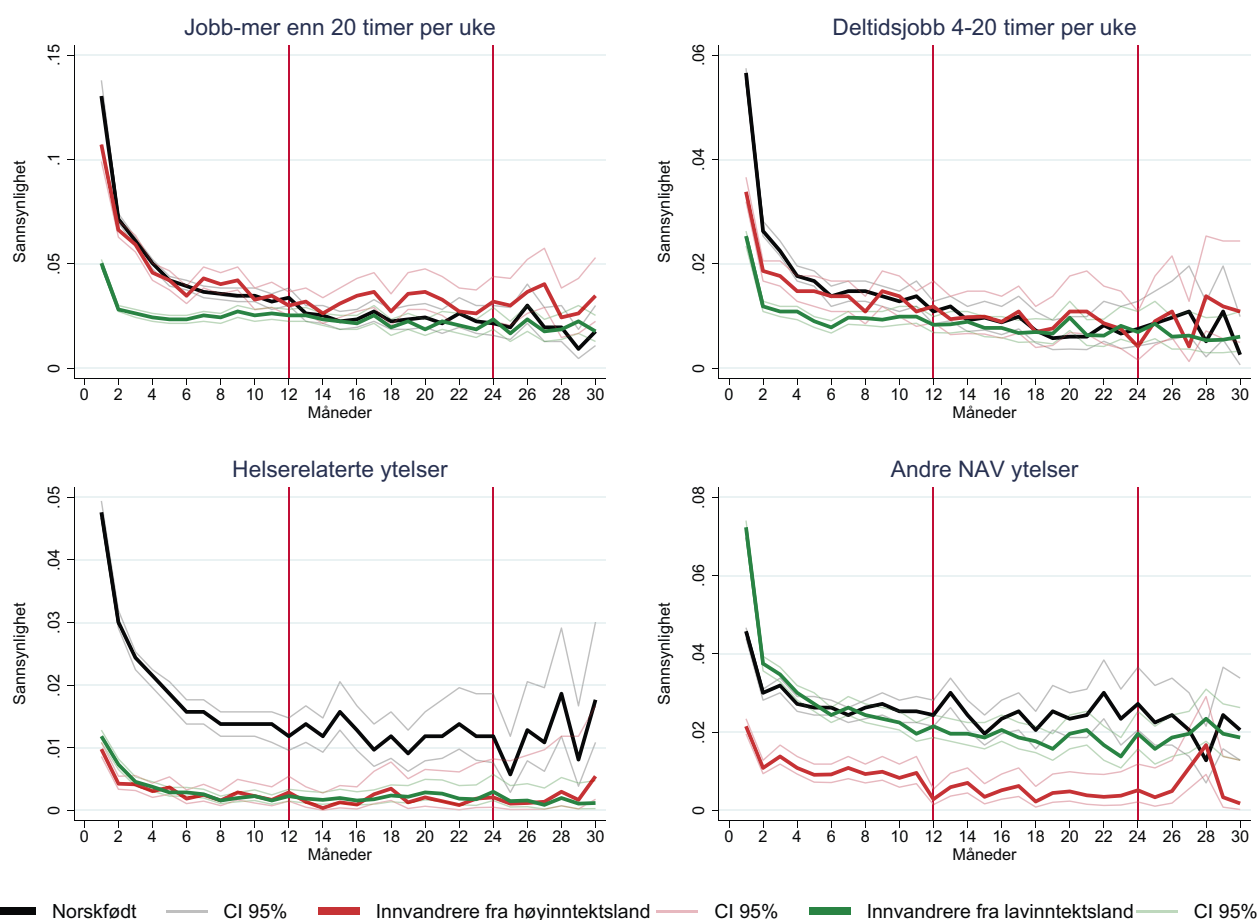 Jobb-mer enn 20 timer per uke
Sannsynlighet
.15
.1
.05
0
0 2 4 6 8 10 12 14 16 18 20 22 24 26 28 30
Måneder
Deltidsjobb 4-20 timer per uke
Sannsynlighet
.06
.04
.02
0
0 2 4 6 8 10 12 14 16 18 20 22 24 26 28 30
Måneder
Helserelaterte ytelser
Sannsynlighet
.05
.04
.03
.02
.01
0
0 2 4 6 8 10 12 14 16 18 20 22 24 26 28 30
Måneder
Andre NAV ytelser
Sannsynlighet
.08
.06
.04
.02
0
0 2 4 6 8 10 12 14 16 18 20 22 24 26 28 30
Måneder
Norskfødt CI 95% Innvandrere fra høyinntektsland CI 95% Innvandrere fra lavinntektsland CI 95%